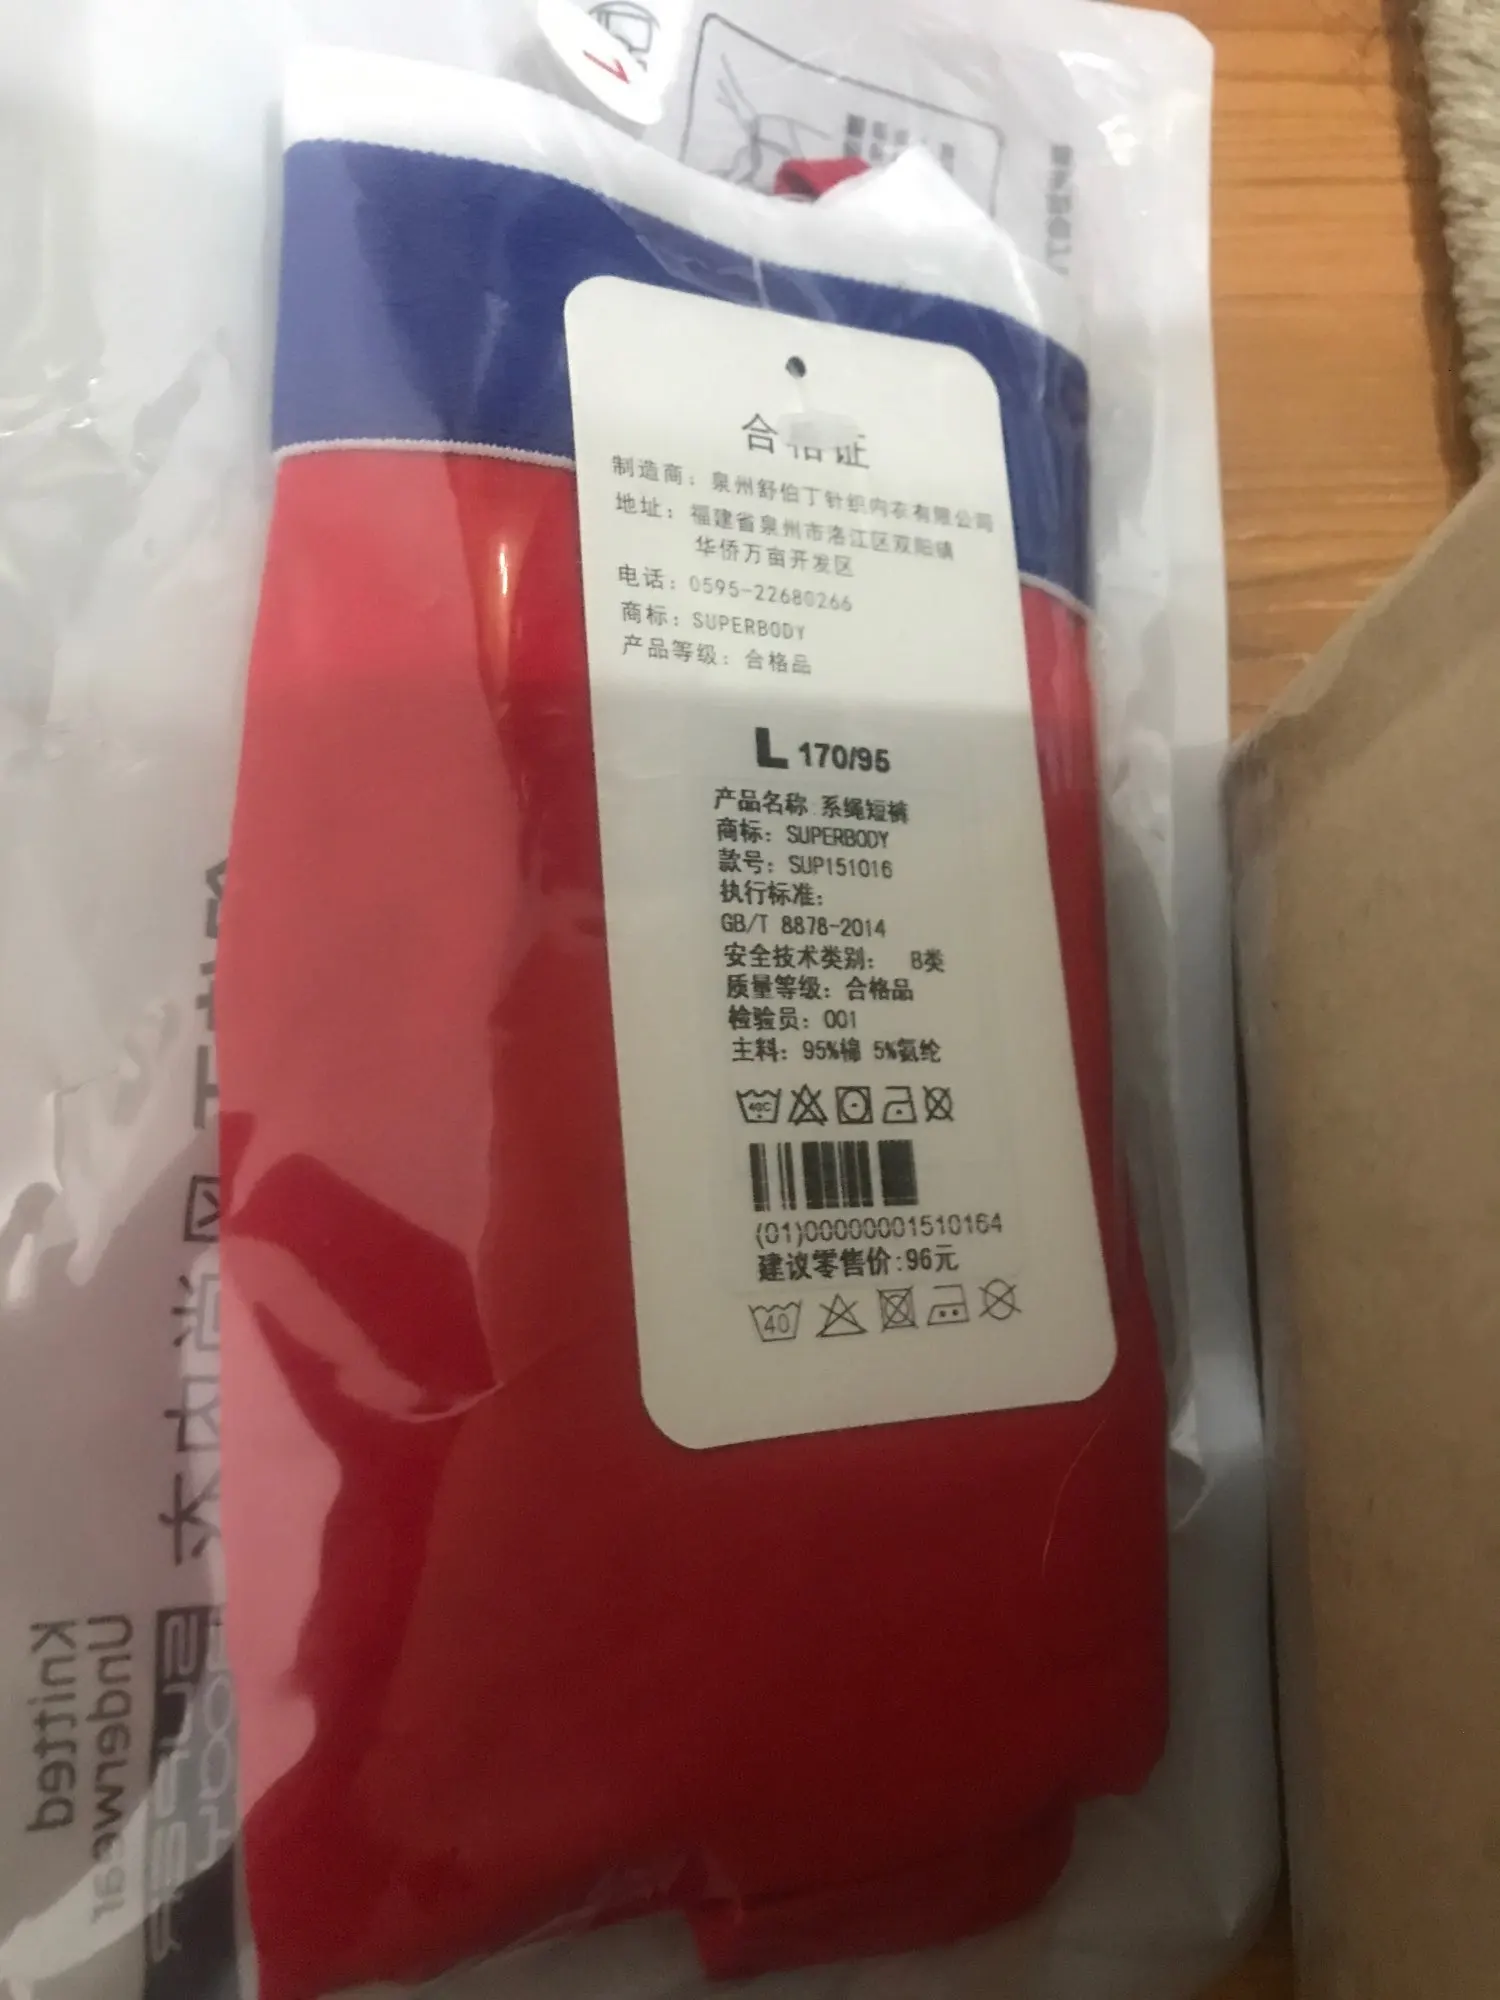 合格证
制造商：泉州舒伯丁针织内衣有限公司
地址：福建省泉州市洛江区双阳镇
华侨万亩开发区
电话：0595-22680266
商标：SUPERBODY
产品等级：合格品
L 170/95
产品名称:系绳短裤
商标：SUPERBODY
款号：SUP151016
执行标准：
GB/T 8878-2014
安全技术类别： B类
质量等级：合格品
检验员：001
主料：95%棉 5%氨纶
40C
(01)00000001510164
建议零售价:96元
40
Underwear
Knitted